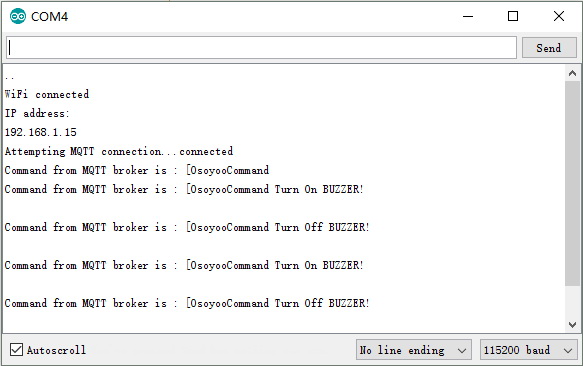 COM4
Send
..
WiFi connected
IP address:
192.168.1.15
Attempting MQTT connection...connected
Command from MQTT broker is : [OsoyooCommand
Command from MQTT broker is : [OsoyooCommand Turn On BUZZER!
Command from MQTT broker is : [OsoyooCommand Turn Off BUZZER!
Command from MQTT broker is : [OsoyooCommand Turn On BUZZER!
Command from MQTT broker is : [OsoyooCommand Turn Off BUZZER!
Autoscroll
No line ending
115200 baud